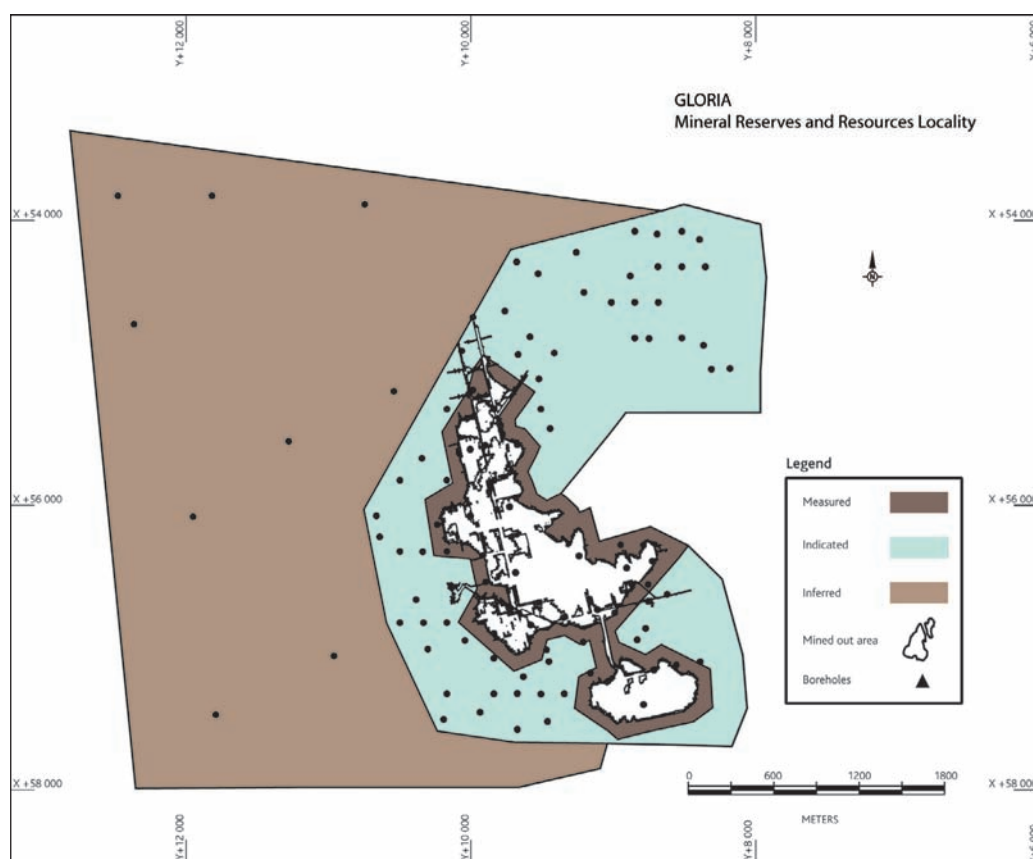 Y+12 000
Y+10 000
Y+8 000
GLORIA
Mineral Reserves and Resources Locality
X +54 000
X +54 000
N
Legend
Measured
Indicated
Inferred
Mined out area
Boreholes
X +56 000
X +56 000
0 600 1200 1800
METERS
X +58 000
X +58 000
Y+12 000
Y+10 000
Y+8 000